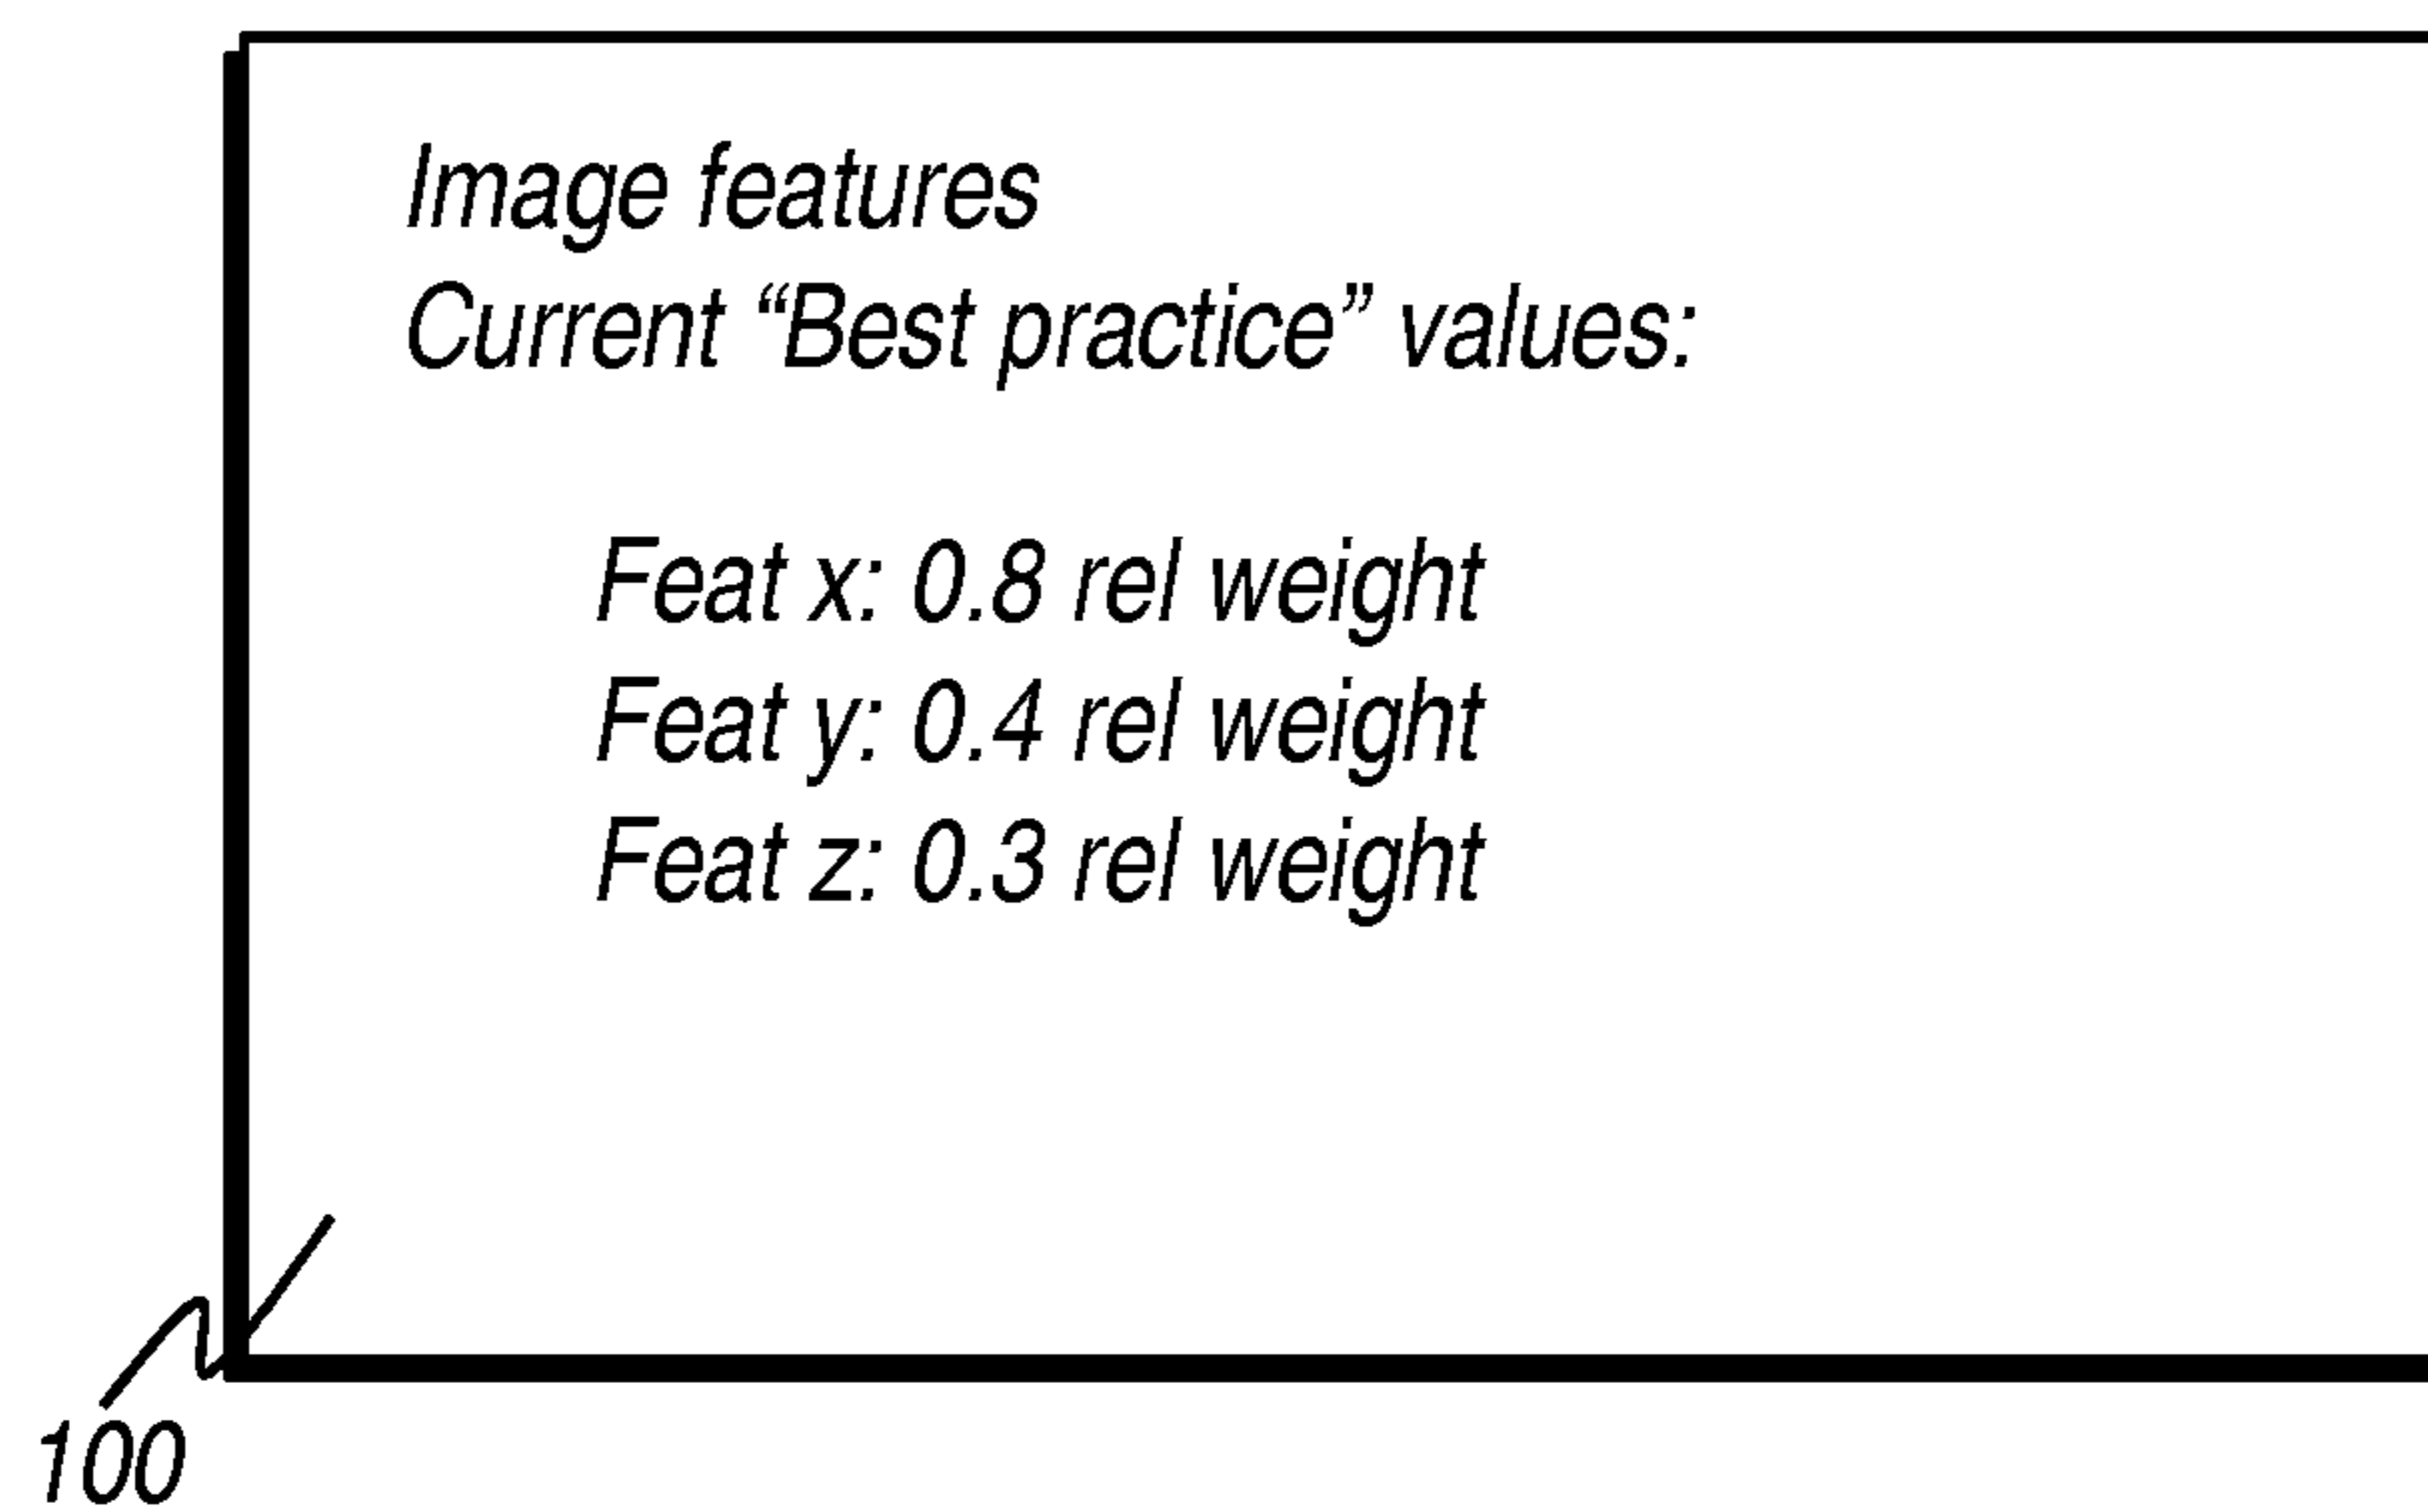 Image features
Current “Best practice” values:
Feat x: 0.8 rel weight
Feat y: 0.4 rel weight
Feat z: 0.3 rel weight
100